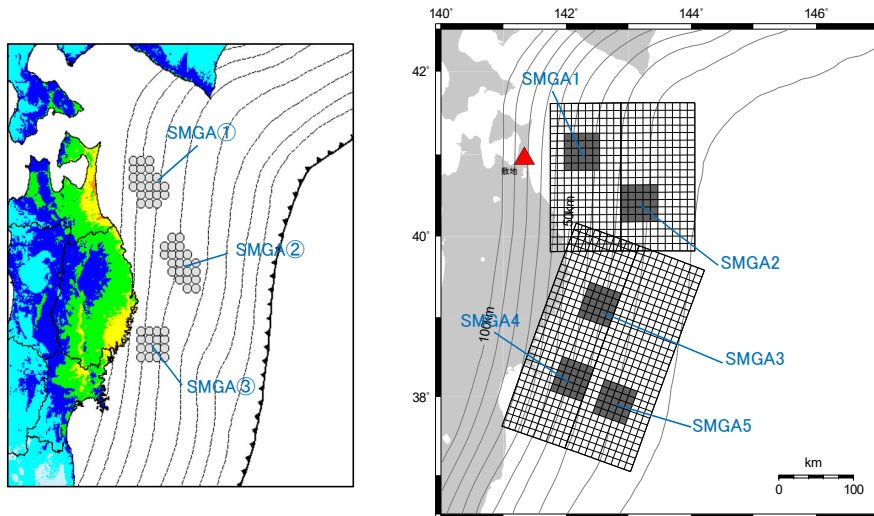 SMGA①
SMGA②
SMGA③
140˚
142˚
144˚
146˚
42˚
40˚
38˚
SMGA1
敷地
50km
SMGA2
100km
SMGA4
SMGA3
SMGA5
km
0
100